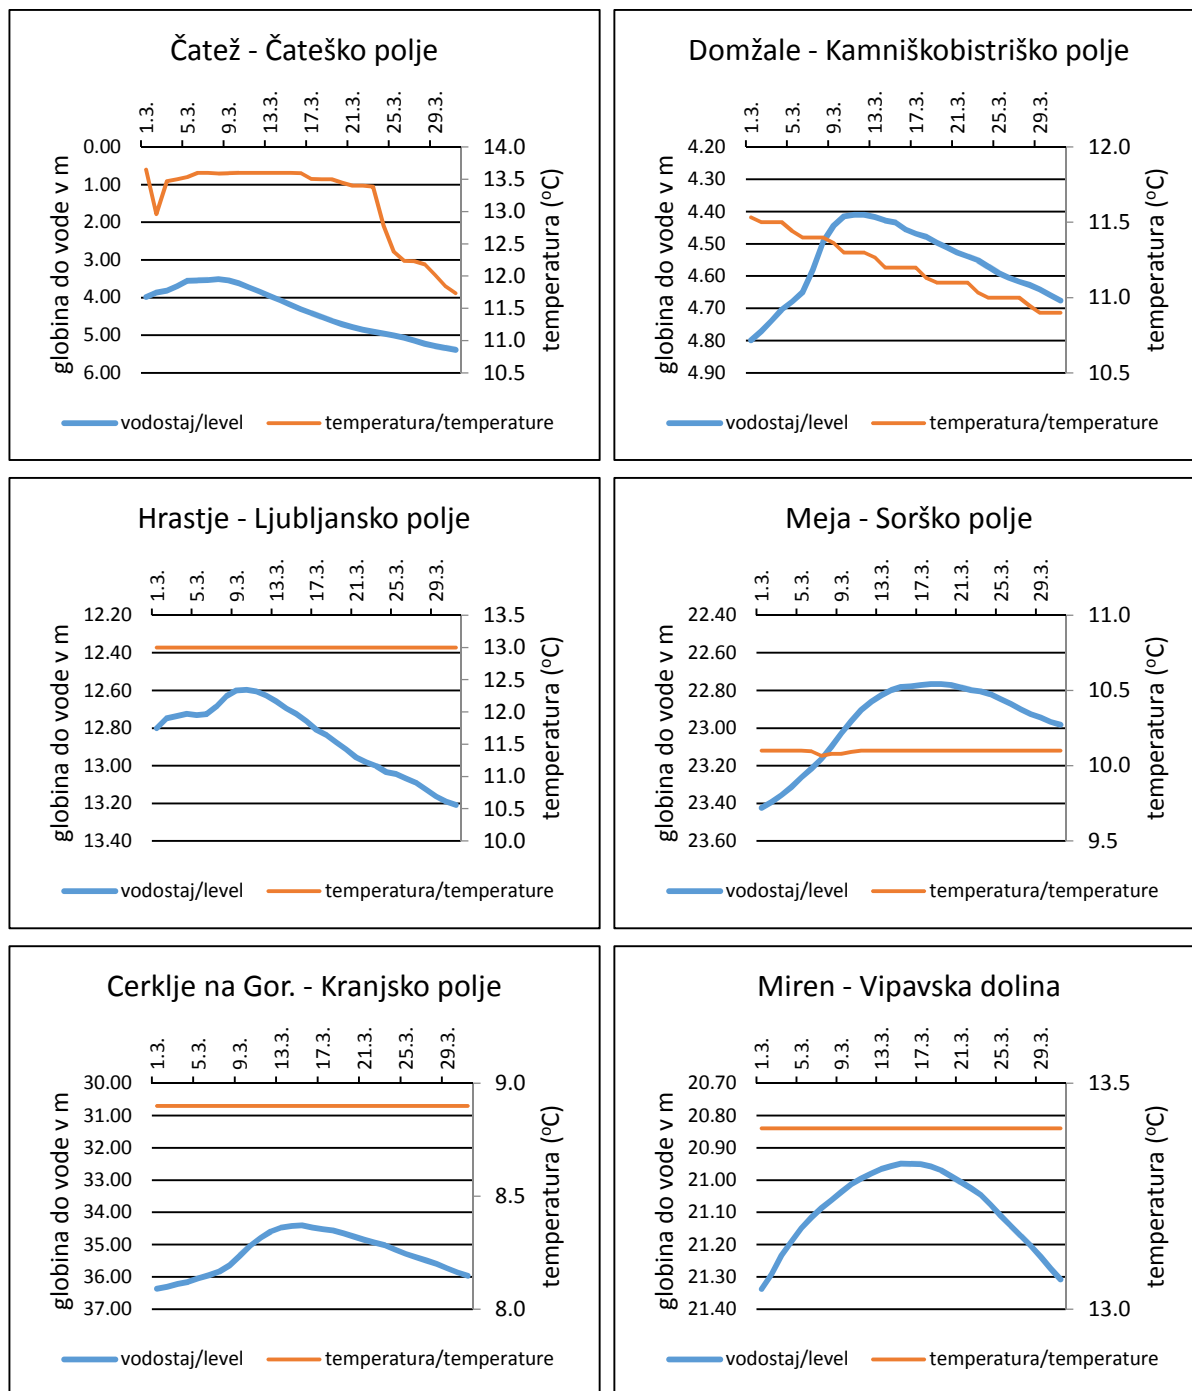 Čatež - Čateško polje
1.3. 5.3. 9.3. 13.3. 17.3. 21.3. 25.3. 29.3.
globina do vode v m
0.00
1.00
2.00
3.00
4.00
5.00
6.00
14.0
13.5
13.0
12.5
12.0
11.5
11.0
10.5
temperatura (°C)
vodostaj/level temperatura/temperature
Domžale - Kamniškobistriško polje
1.3. 5.3. 9.3. 13.3. 17.3. 21.3. 25.3. 29.3.
globina do vode v m
4.20
4.30
4.40
4.50
4.60
4.70
4.80
4.90
12.0
11.5
11.0
10.5
temperatura (°C)
vodostaj/level temperatura/temperature
Hrastje - Ljubljansko polje
1.3. 5.3. 9.3. 13.3. 17.3. 21.3. 25.3. 29.3.
globina do vode v m
12.20
12.40
12.60
12.80
13.00
13.20
13.40
13.5
13.0
12.5
12.0
11.5
11.0
10.5
10.0
temperatura (°C)
vodostaj/level temperatura/temperature
Meja - Sorško polje
1.3. 5.3. 9.3. 13.3. 17.3. 21.3. 25.3. 29.3.
globina do vode v m
22.40
22.60
22.80
23.00
23.20
23.40
23.60
11.0
10.5
10.0
9.5
temperatura (°C)
vodostaj/level temperatura/temperature
Cerklje na Gor. - Kranjsko polje
1.3. 5.3. 9.3. 13.3. 17.3. 21.3. 25.3. 29.3.
globina do vode v m
30.00
31.00
32.00
33.00
34.00
35.00
36.00
37.00
9.0
8.5
8.0
temperatura (°C)
vodostaj/level temperatura/temperature
Miren - Vipavska dolina
1.3. 5.3. 9.3. 13.3. 17.3. 21.3. 25.3. 29.3.
globina do vode v m
20.70
20.80
20.90
21.00
21.10
21.20
21.30
21.40
13.5
13.0
temperatura (°C)
vodostaj/level temperatura/temperature